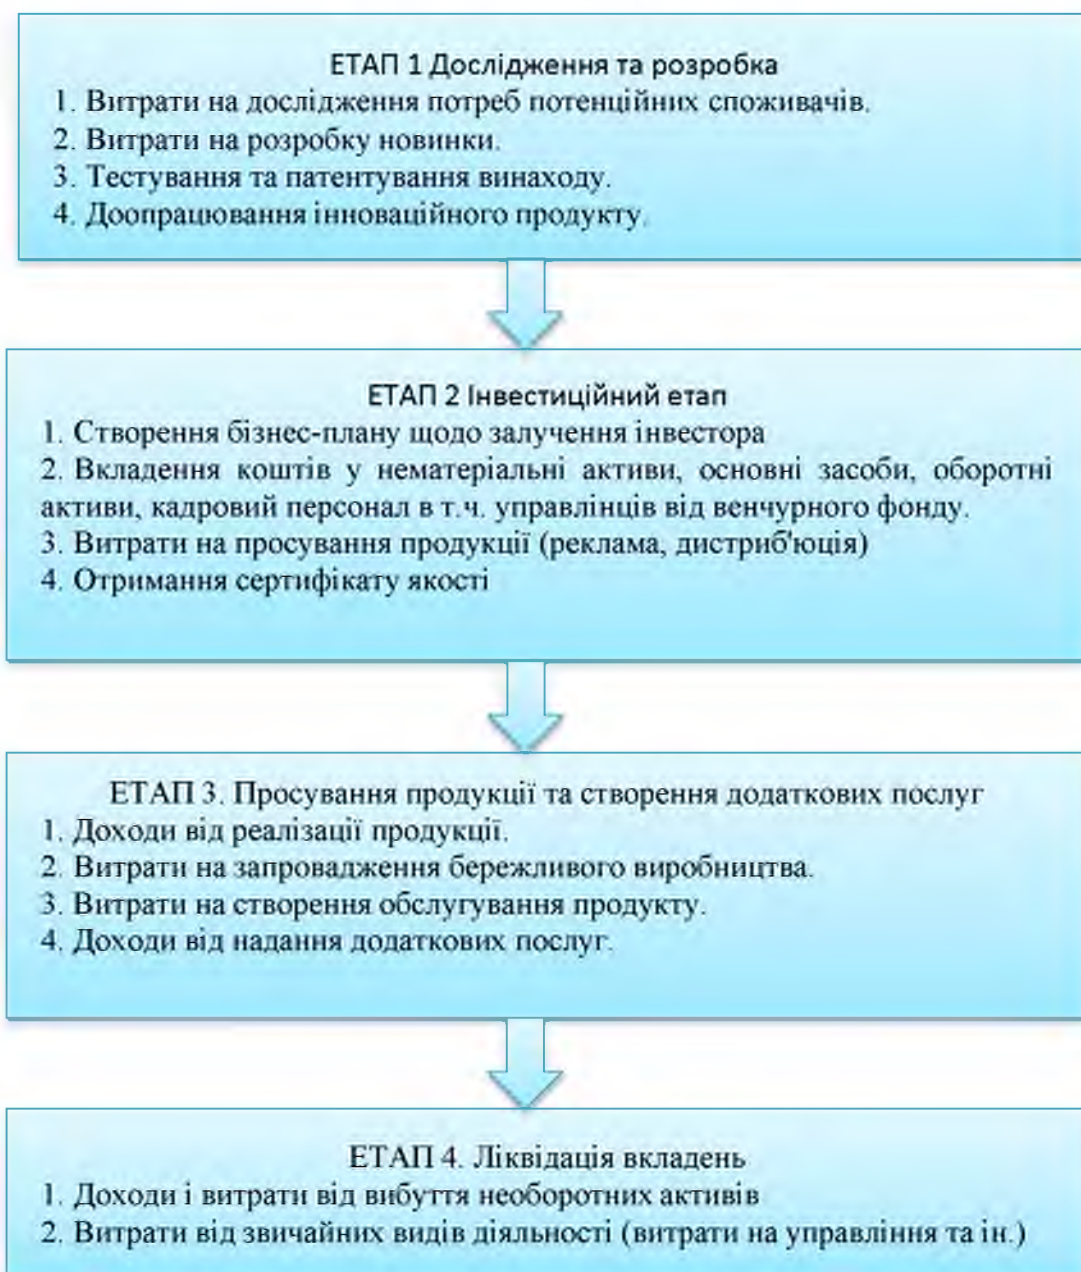 ЕТАП 1 Дослідження та розробка
1. Витрати на дослідження потреб потенційних споживачів.
2. Витрати на розробку новинки.
3. Тестування та патентування винаходу.
4. Доопрацювання інноваційного продукту.
ЕТАП 2 Інвестиційний етап
1. Створення бізнес-плану щодо залучення інвестора
2. Вкладення коштів у нематеріальні активи, основні засоби, оборотні
активи, кадровий персонал в т.ч. управлінців від венчурного фонду.
3. Витрати на просування продукції (реклама, дистриб'юція)
4. Отримання сертифікату якості
ЕТАП 3. Просування продукції та створення додаткових послуг
1. Доходи від реалізації продукції.
2. Витрати на запровадження бережливого виробництва.
3. Витрати на створення обслугування продукту.
4. Доходи від надання додаткових послуг.
ЕТАП 4. Ліквідація вкладень
1. Доходи і витрати від вибуття необоротних активів
2. Витрати від звичайних видів діяльності (витрати на управління та ін.)